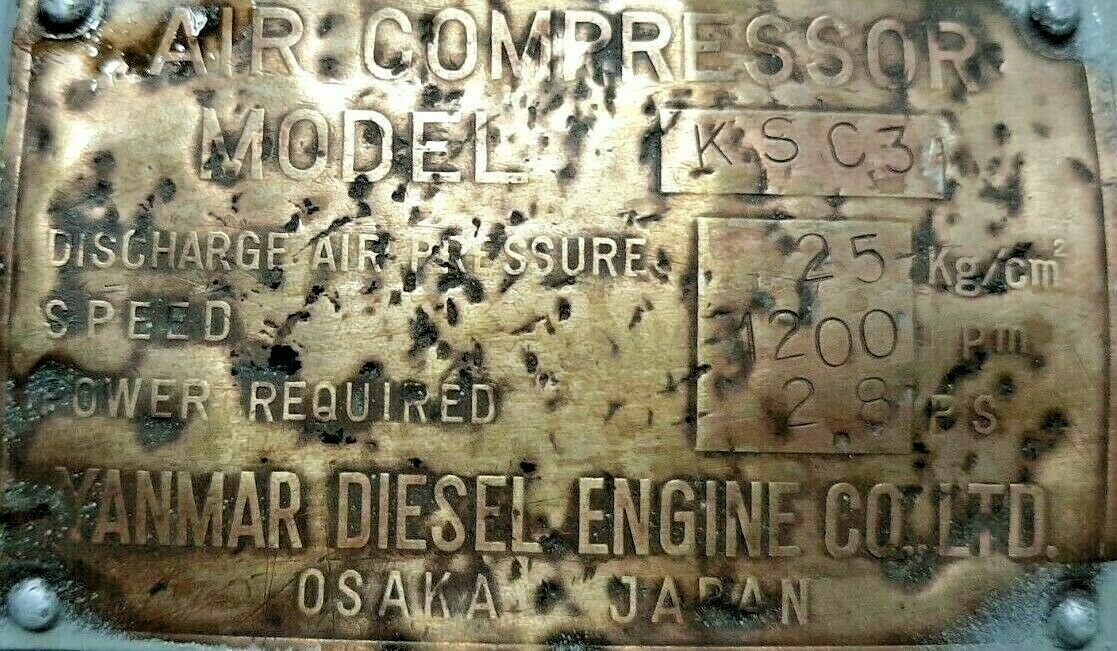 AIR COMPRESSOR
MODEL KSC3
DISCHARGE AIR PRESSURE 25 Kg/cm²
SPEED 1200 rpm
POWER REQUIRED PS
YANMAR DIESEL ENGINE CO., LTD.
OSAKA JAPAN